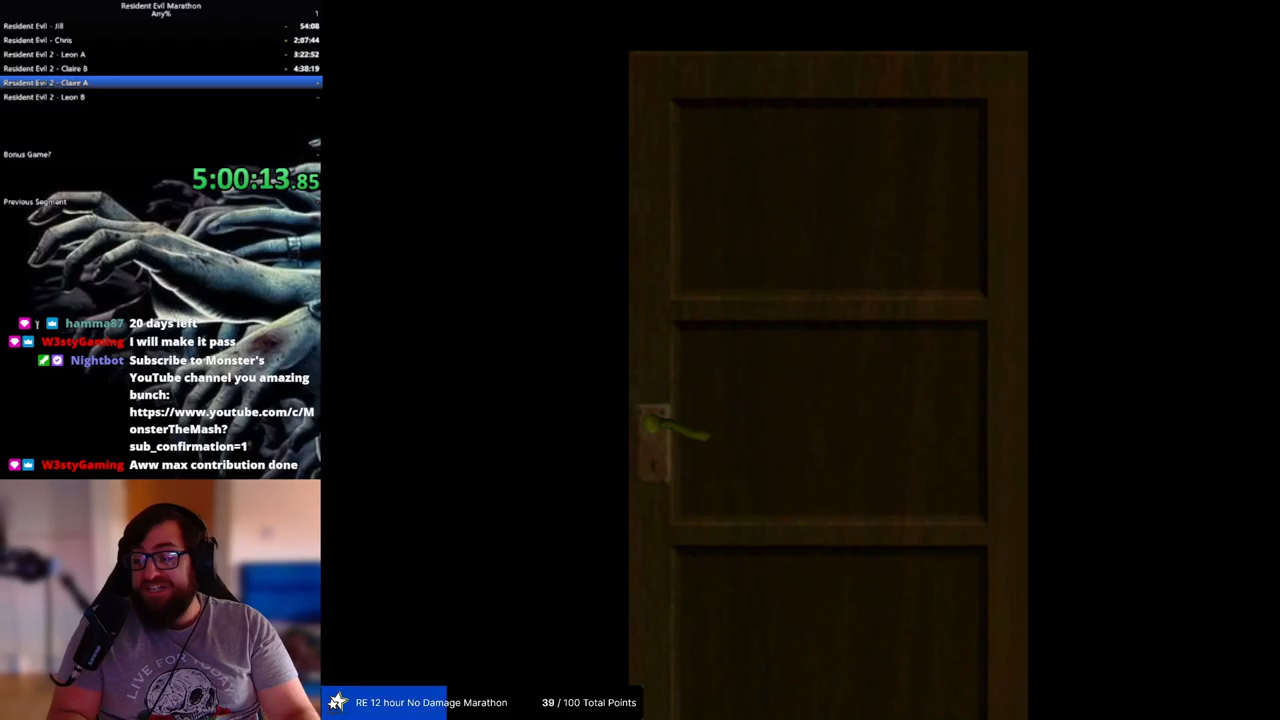 Resident Evil Marathon
Any%
1
Resident Evil - Jill - 54:08
Resident Evil - Chris - 2:07:44
Resident Evil 2 - Leon A - 3:22:52
Resident Evil 2 - Claire B - 4:38:19
Resident Evil 2 - Claire A -
Resident Evil 2 - Leon B -
Bonus Game? -
5:00:13.85
Previous Segment -
hamma87 20 days left
W3styGaming I will make it pass
Nightbot Subscribe to Monster's
YouTube channel you amazing
bunch:
https://www.youtube.com/c/M
onsterTheMash?
sub_confirmation=1
W3styGaming Aww max contribution done
LIVE FOR TODAY
RE 12 hour No Damage Marathon 39 / 100 Total Points